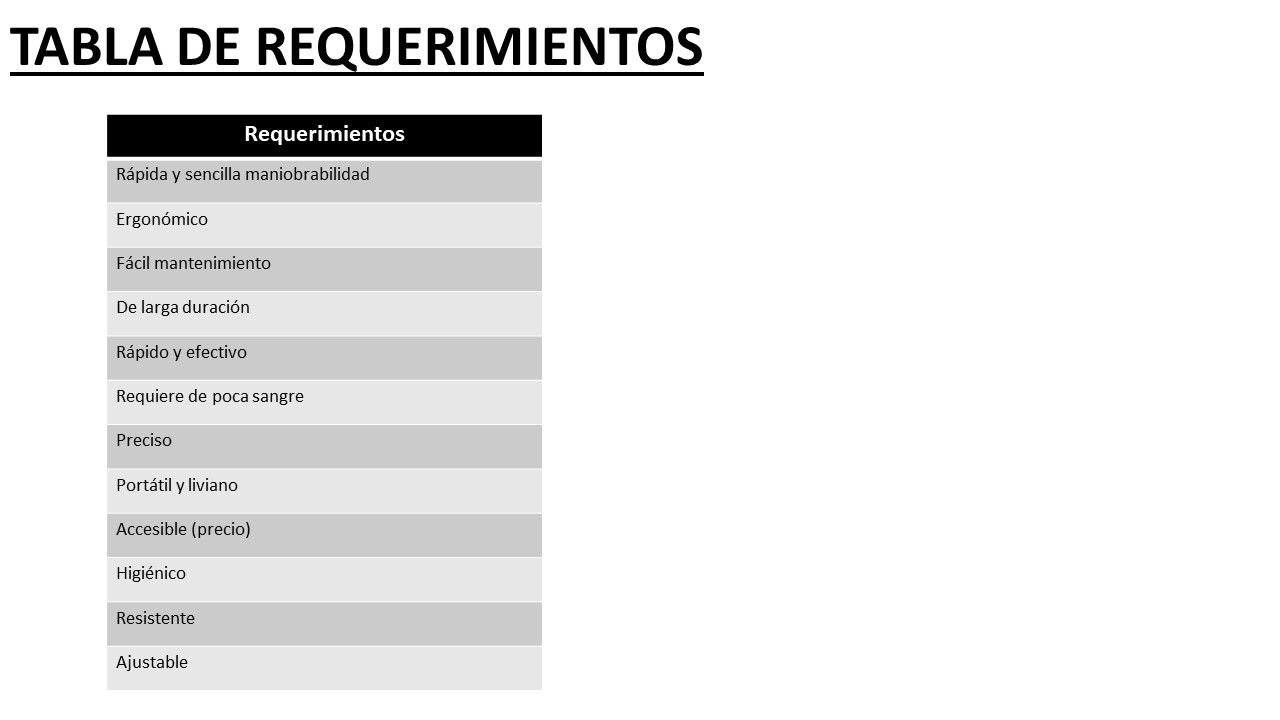 TABLA DE REQUERIMIENTOS
Requerimientos
Rápida y sencilla maniobrabilidad
Ergonómico
Fácil mantenimiento
De larga duración
Rápido y efectivo
Requiere de poca sangre
Preciso
Portátil y liviano
Accesible (precio)
Higiénico
Resistente
Ajustable